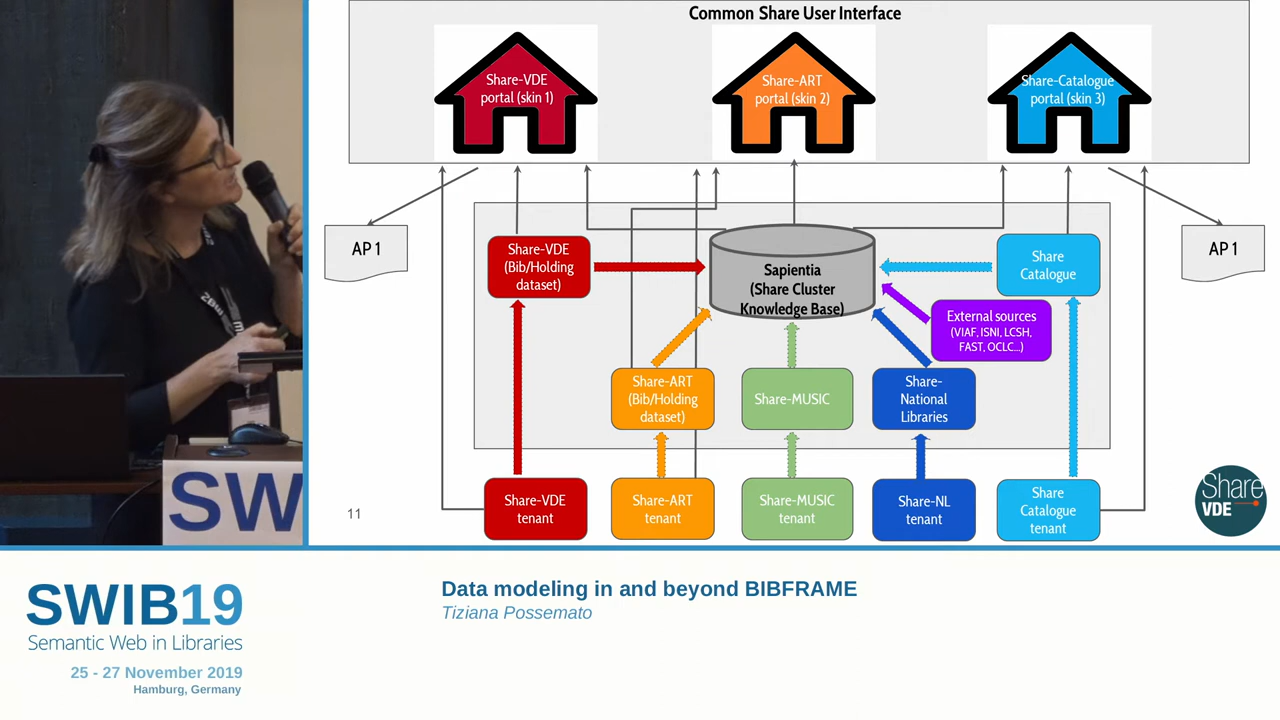 Common Share User Interface
Share-VDE
portal (skin 1)
Share-ART
portal (skin 2)
Share-Catalogue
portal (skin 3)
AP 1
AP 1
Share-VDE
(Bib/Holding
dataset)
Sapientia
(Share Cluster
Knowledge Base)
Share
Catalogue
External sources
(VIAF, ISNI, LCSH,
FAST, OCLC...)
Share-ART
(Bib/Holding
dataset)
Share-MUSIC
Share-
National
Libraries
Share-VDE
tenant
Share-ART
tenant
Share-MUSIC
tenant
Share-NL
tenant
Share
Catalogue
tenant
11
Share
VDE
SW
SWIB19
Semantic Web in Libraries
25 - 27 November 2019
Hamburg, Germany
Data modeling in and beyond BIBFRAME
Tiziana Possemato